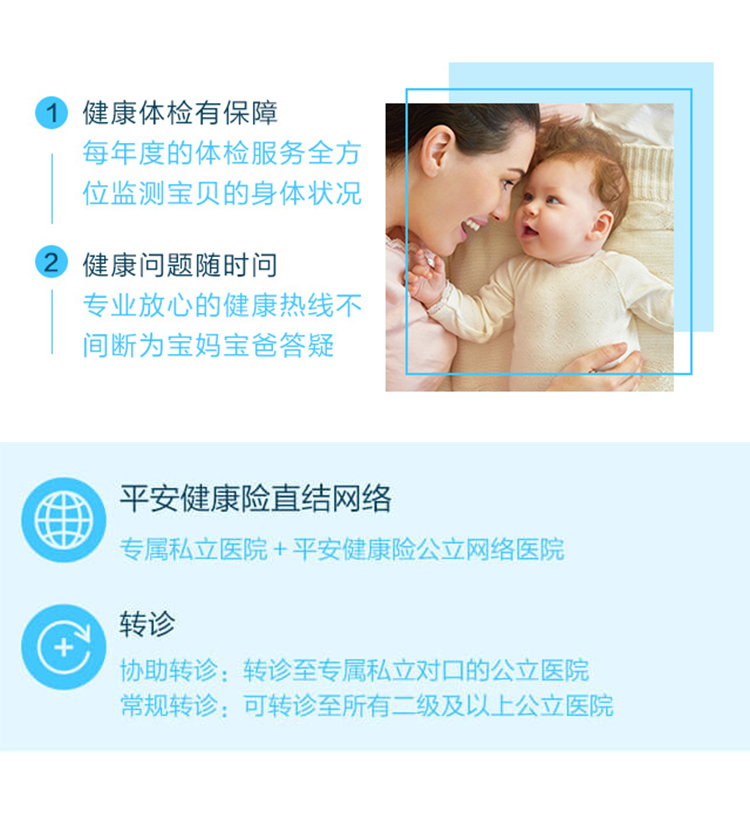 1 健康体检有保障
每年度的体检服务全方
位监测宝贝的身体状况
2 健康问题随时问
专业放心的健康热线不
间断为宝妈宝爸答疑
平安健康险直结网络
专属私立医院+平安健康险公立网络医院
转诊
协助转诊：转诊至专属私立对口的公立医院
常规转诊：可转诊至所有二级及以上公立医院